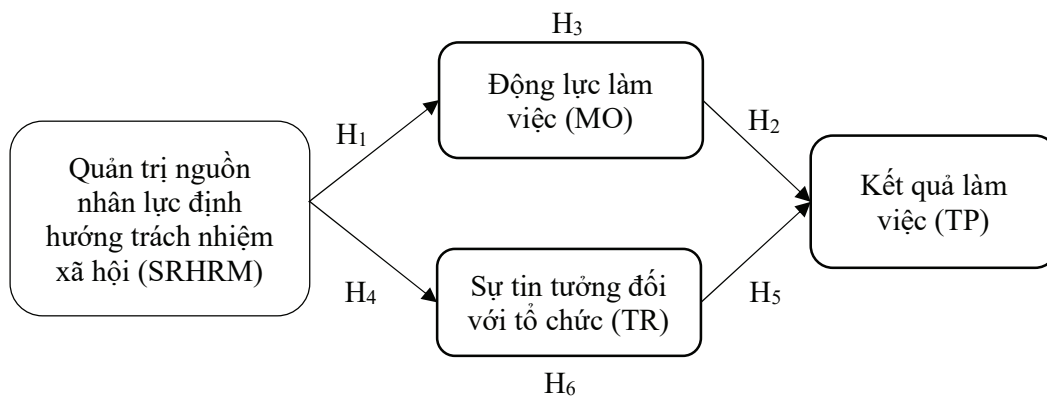 H₃
Động lực làm
việc (MO)
H₁
H₂
Quản trị nguồn
nhân lực định
hướng trách nhiệm
xã hội (SRHRM)
Kết quả làm
việc (TP)
H₄
Sự tin tưởng đối
với tổ chức (TR)
H₅
H₆